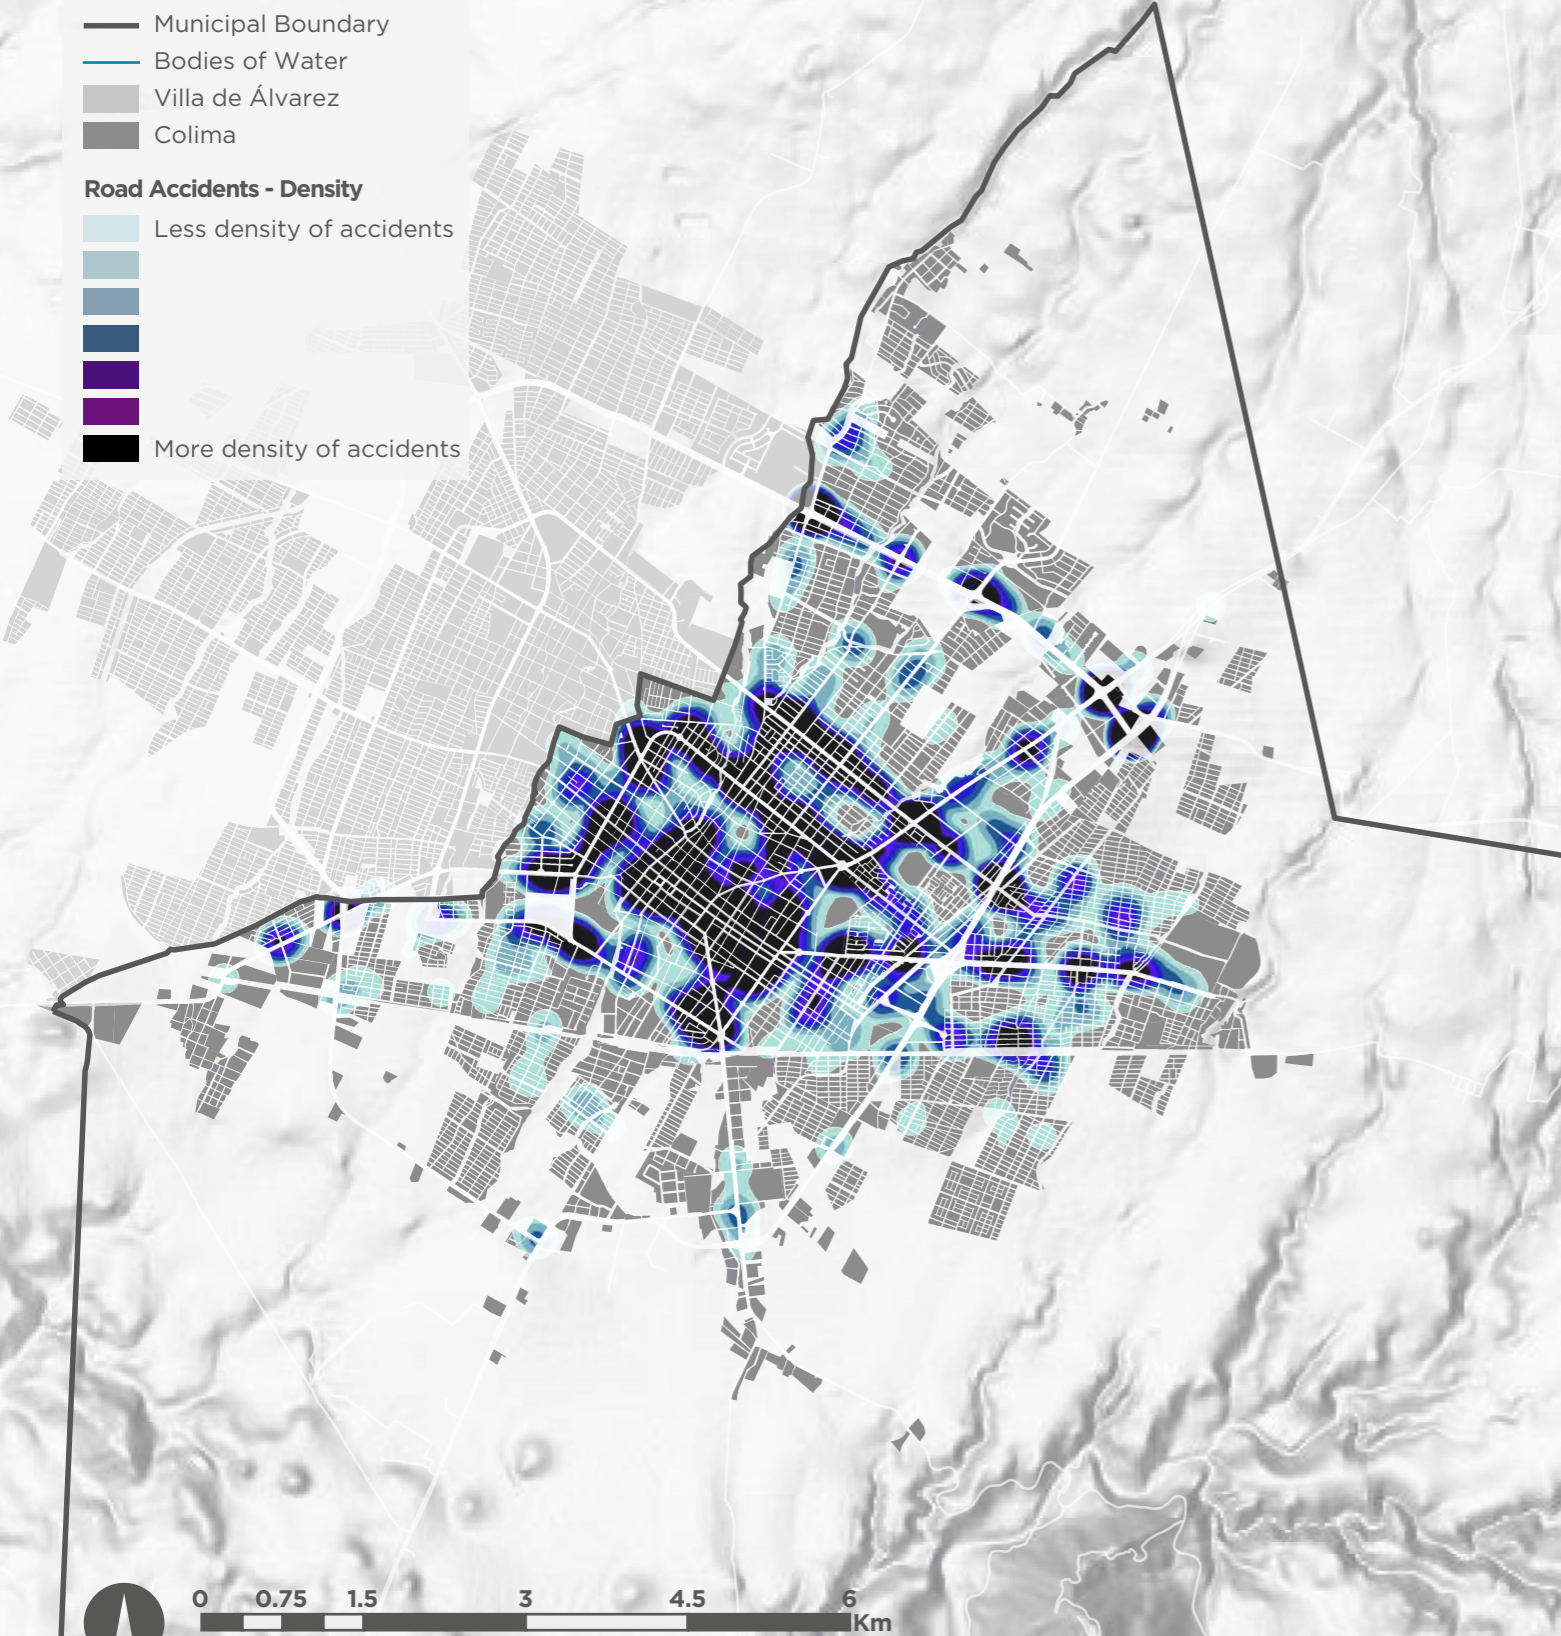 Municipal Boundary
Bodies of Water
Villa de Álvarez
Colima
Road Accidents - Density
Less density of accidents
More density of accidents
0 0.75 1.5 3 4.5 6
Km